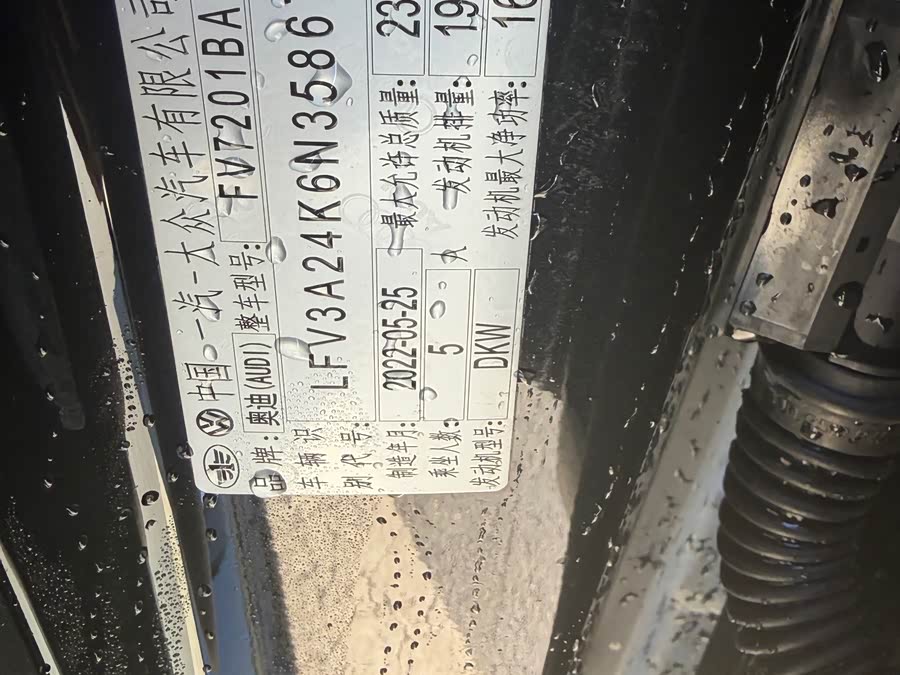 中国一汽-大众汽车有限公司
品牌: 奥迪(AUDI) 整车型号: FV7201BA
车辆识别代号: LFV3A24K6N3586
制造年月: 2022-05-25 最大允许总质量: 23
乘坐人数: 5 人 发动机排量: 19
发动机型号: DKW 发动机最大净功率: 16